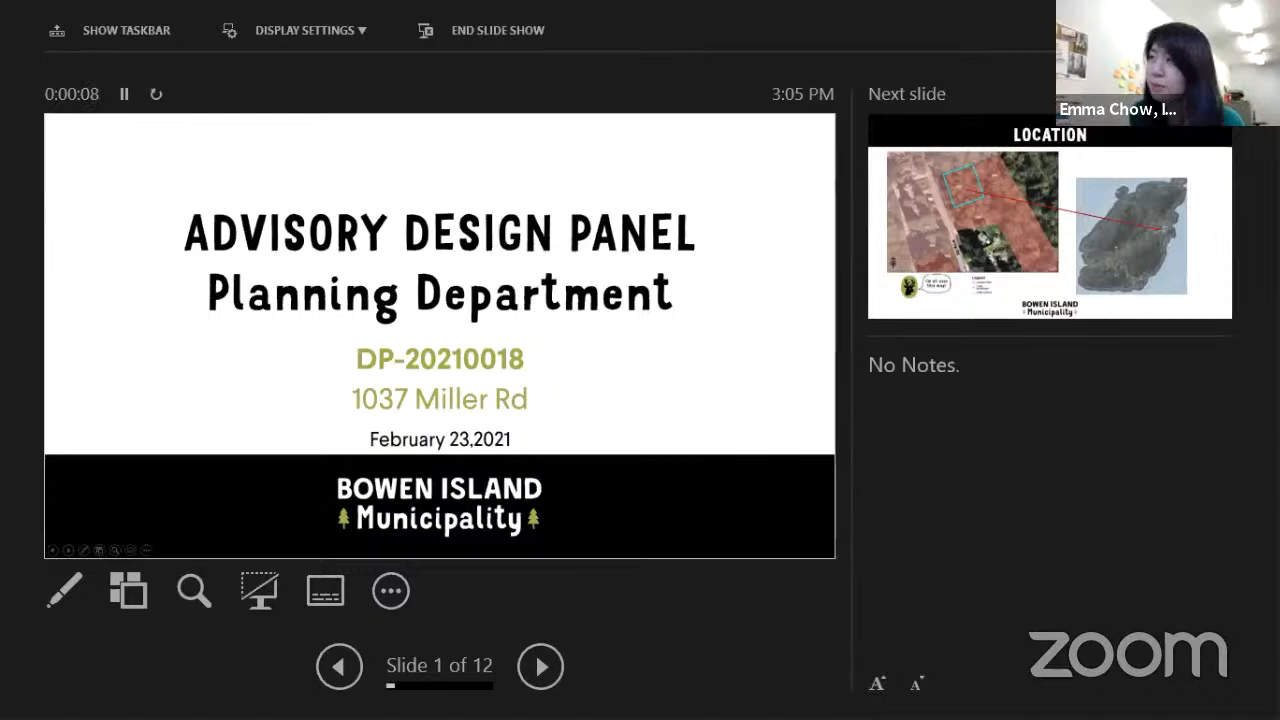 SHOW TASKBAR
DISPLAY SETTINGS
END SLIDE SHOW
0:00:08
3:05 PM
Next slide
Emma Chow, I...
ADVISORY DESIGN PANEL
Planning Department
DP-20210018
1037 Miller Rd
February 23,2021
BOWEN ISLAND
Municipality
LOCATION
BOWEN ISLAND
Municipality
No Notes.
Slide 1 of 12
A A
zoom